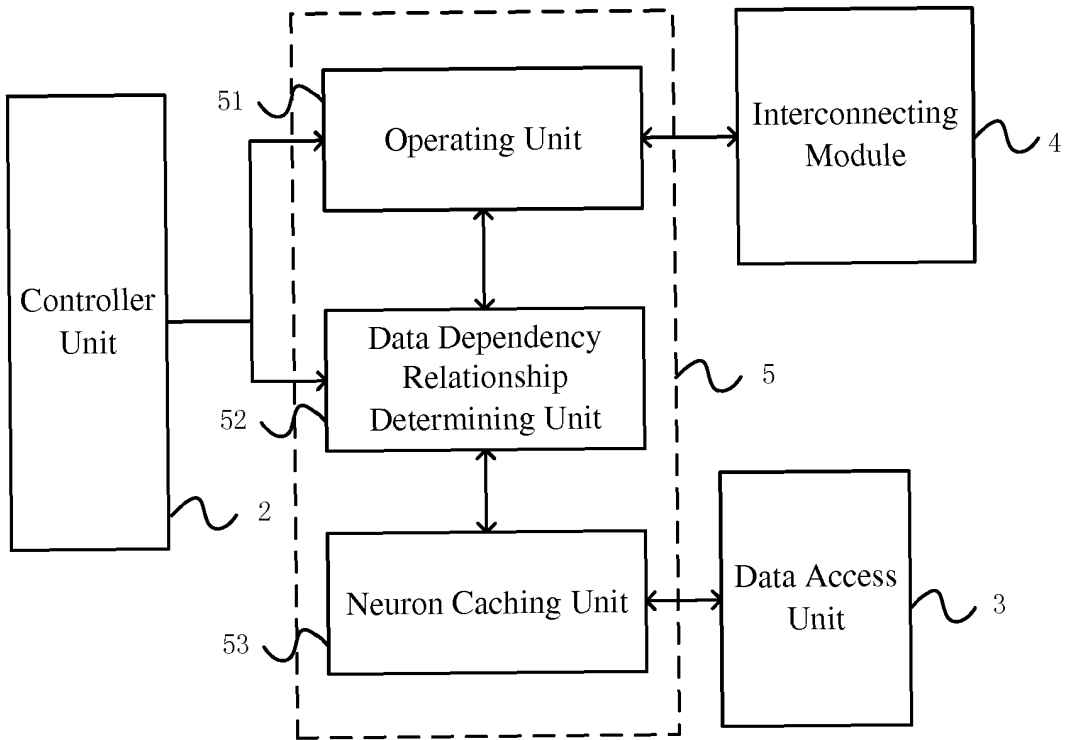 Controller
Unit
2
51
Operating Unit
Interconnecting
Module
4
Data Dependency
Relationship
Determining Unit
52
5
Neuron Caching Unit
53
Data Access
Unit
3